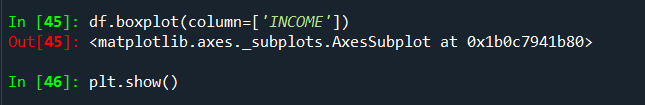 In [45]: df.boxplot(column=['INCOME'])
Out[45]: <matplotlib.axes._subplots.AxesSubplot at 0x1b0c7941b80>
In [46]: plt.show()